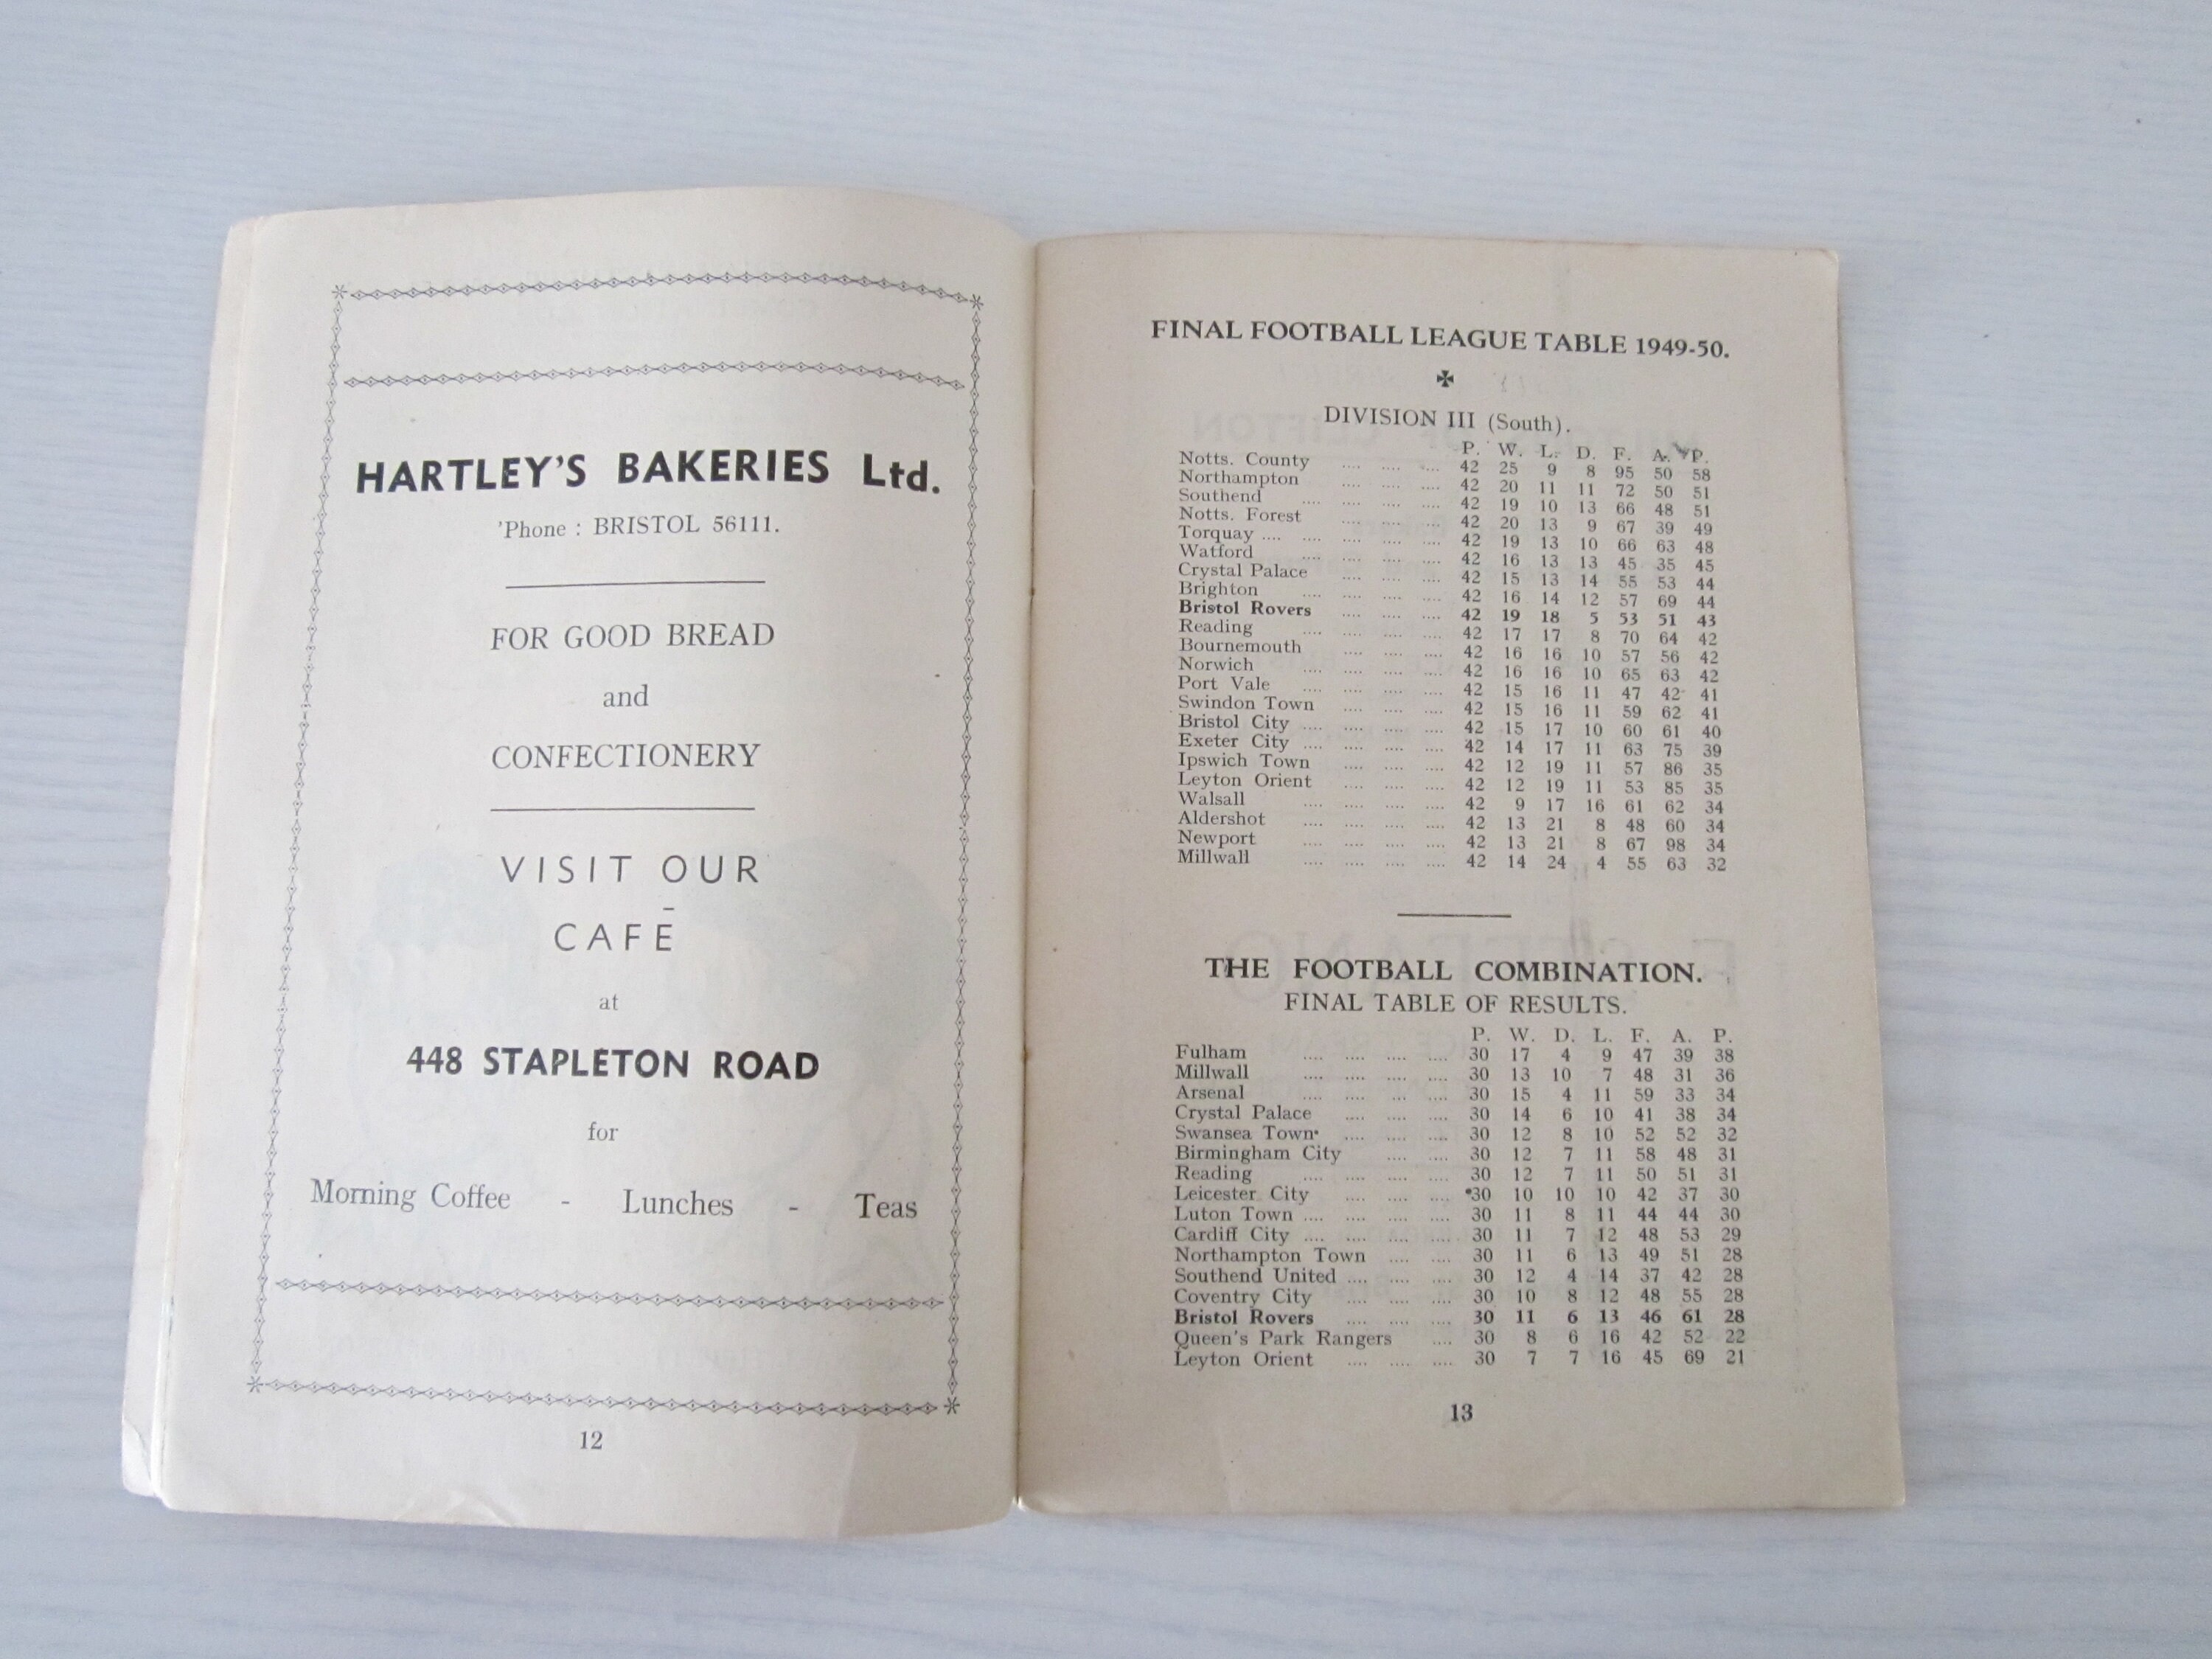 HARTLEY'S BAKERIES Ltd.
'Phone : BRISTOL 56111.
FOR GOOD BREAD
and
CONFECTIONERY
VISIT OUR
CAFE
at
448 STAPLETON ROAD
for
Morning Coffee - Lunches - Teas
12
FINAL FOOTBALL LEAGUE TABLE 1949-50.
DIVISION III (South).
P. W. L. D. F. A. P.
Notts. County .... .... .... 42 25 9 8 95 50 58
Northampton .... .... .... 42 20 11 11 72 50 51
Southend .... .... .... .... 42 19 10 13 66 48 51
Notts. Forest .... .... .... 42 20 13 9 67 39 49
Torquay .... .... .... .... .... 42 19 13 10 66 63 48
Watford .... .... .... .... 42 16 13 13 45 35 45
Crystal Palace .... .... .... 42 15 13 14 55 53 44
Brighton .... .... .... .... 42 16 14 12 57 69 44
Bristol Rovers .... .... .... 42 19 18 5 53 51 43
Reading .... .... .... .... 42 17 17 8 70 64 42
Bournemouth .... .... .... 42 16 16 10 57 56 42
Norwich .... .... .... .... 42 16 16 10 65 63 42
Port Vale .... .... .... .... 42 15 16 11 47 42 41
Swindon Town .... .... .... 42 15 16 11 59 62 41
Bristol City .... .... .... .... 42 15 17 10 60 61 40
Exeter City .... .... .... .... 42 14 17 11 63 75 39
Ipswich Town .... .... .... 42 12 19 11 57 86 35
Leyton Orient .... .... .... 42 12 19 11 53 85 35
Walsall .... .... .... .... 42 9 17 16 61 62 34
Aldershot .... .... .... .... 42 13 21 8 48 60 34
Newport .... .... .... .... 42 13 21 8 67 98 34
Millwall .... .... .... .... 42 14 24 4 55 63 32
THE FOOTBALL COMBINATION.
FINAL TABLE OF RESULTS.
P. W. D. L. F. A. P.
Fulham .... .... .... .... 30 17 4 9 47 39 38
Millwall .... .... .... .... 30 13 10 7 48 31 36
Arsenal .... .... .... .... 30 15 4 11 59 33 34
Crystal Palace .... .... .... 30 14 6 10 41 38 34
Swansea Town .... .... .... 30 12 8 10 52 52 32
Birmingham City .... .... 30 12 7 11 58 48 31
Reading .... .... .... .... 30 12 7 11 50 51 31
Leicester City .... .... .... 30 10 10 10 42 37 30
Luton Town .... .... .... .... 30 11 8 11 44 44 30
Cardiff City .... .... .... .... 30 11 7 12 48 53 29
Northampton Town .... .... 30 11 6 13 49 51 28
Southend United .... .... .... 30 12 4 14 37 42 28
Coventry City .... .... .... 30 10 8 12 48 55 28
Bristol Rovers .... .... .... 30 11 6 13 46 61 28
Queen's Park Rangers .... 30 8 6 16 42 52 22
Leyton Orient .... .... .... 30 7 7 16 45 69 21
13